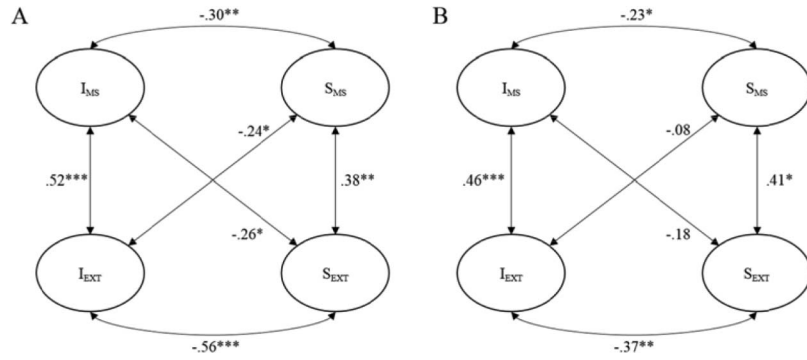 A
B
-.30**
-.23*
I_MS
S_MS
I_MS
S_MS
-.24*
-.08
.52***
.38**
.46***
.41*
-.26*
-.18
I_EXT
S_EXT
I_EXT
S_EXT
-.56***
-.37**